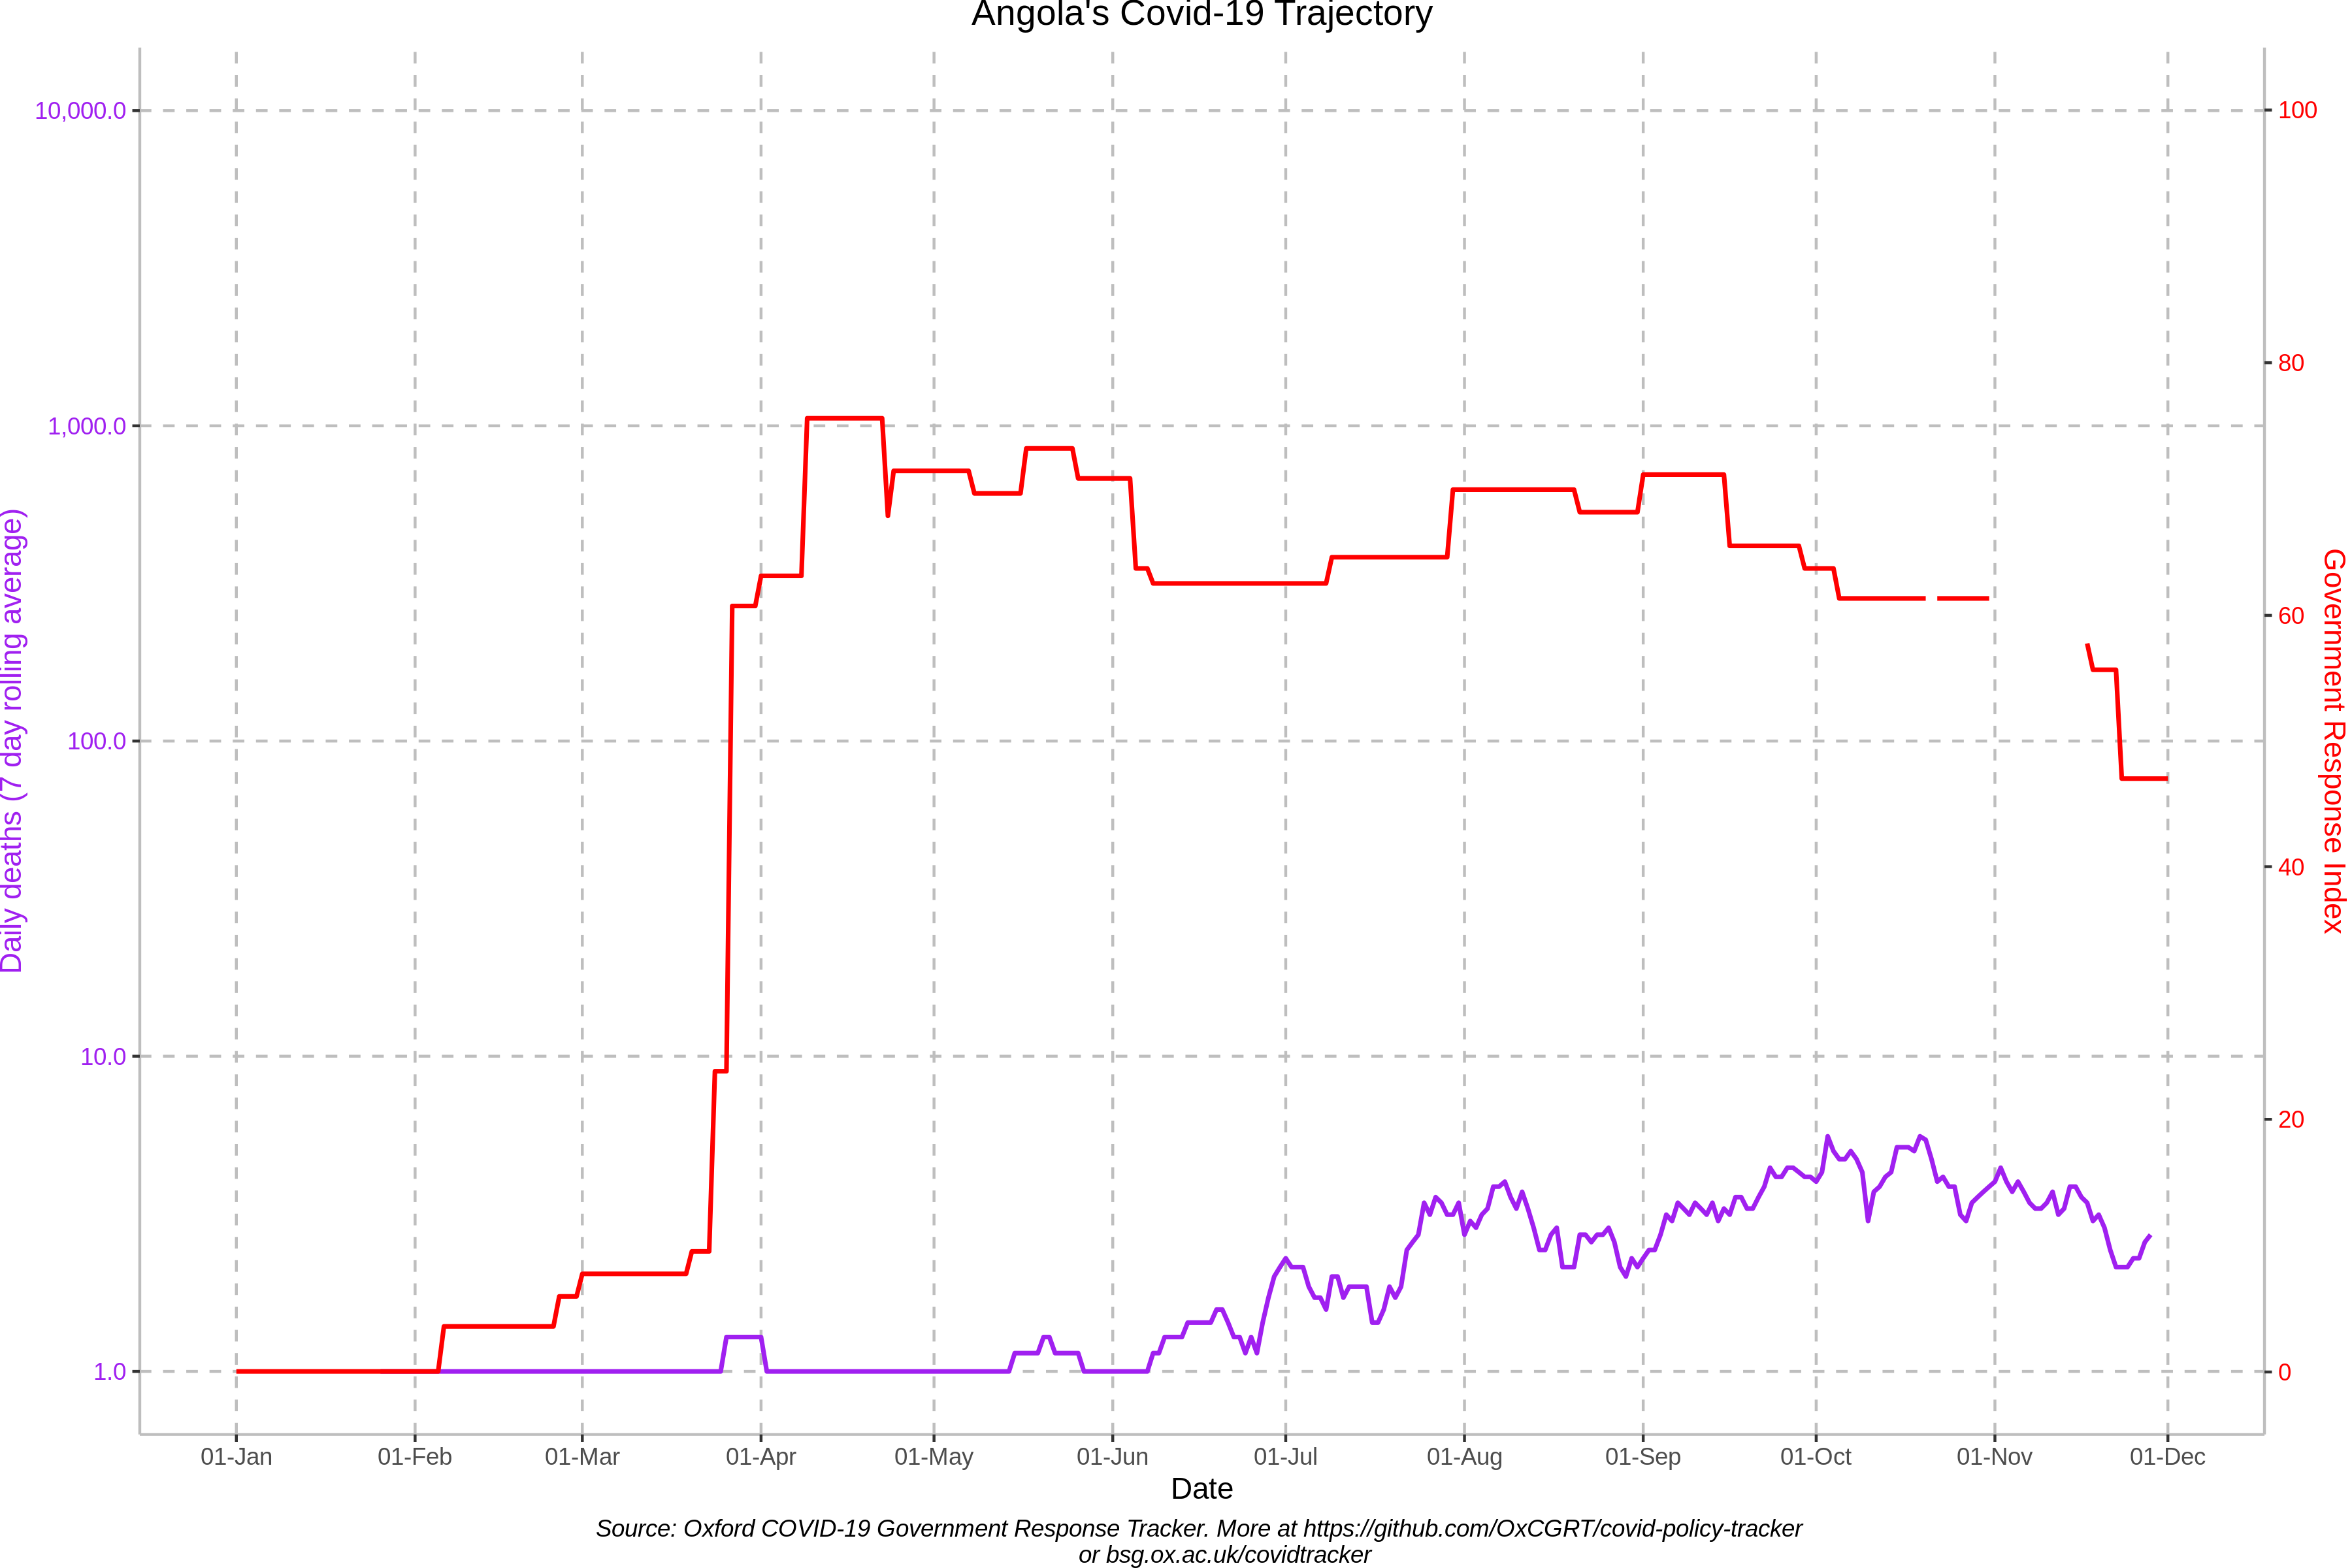 Angola's Covid-19 Trajectory
10,000.0
1,000.0
100.0
10.0
1.0
Daily deaths (7 day rolling average)
100
80
60
40
20
0
Government Response Index
01-Jan 01-Feb 01-Mar 01-Apr 01-May 01-Jun 01-Jul 01-Aug 01-Sep 01-Oct 01-Nov 01-Dec
Date
Source: Oxford COVID-19 Government Response Tracker. More at https://github.com/OxCGRT/covid-policy-tracker
or bsg.ox.ac.uk/covidtracker